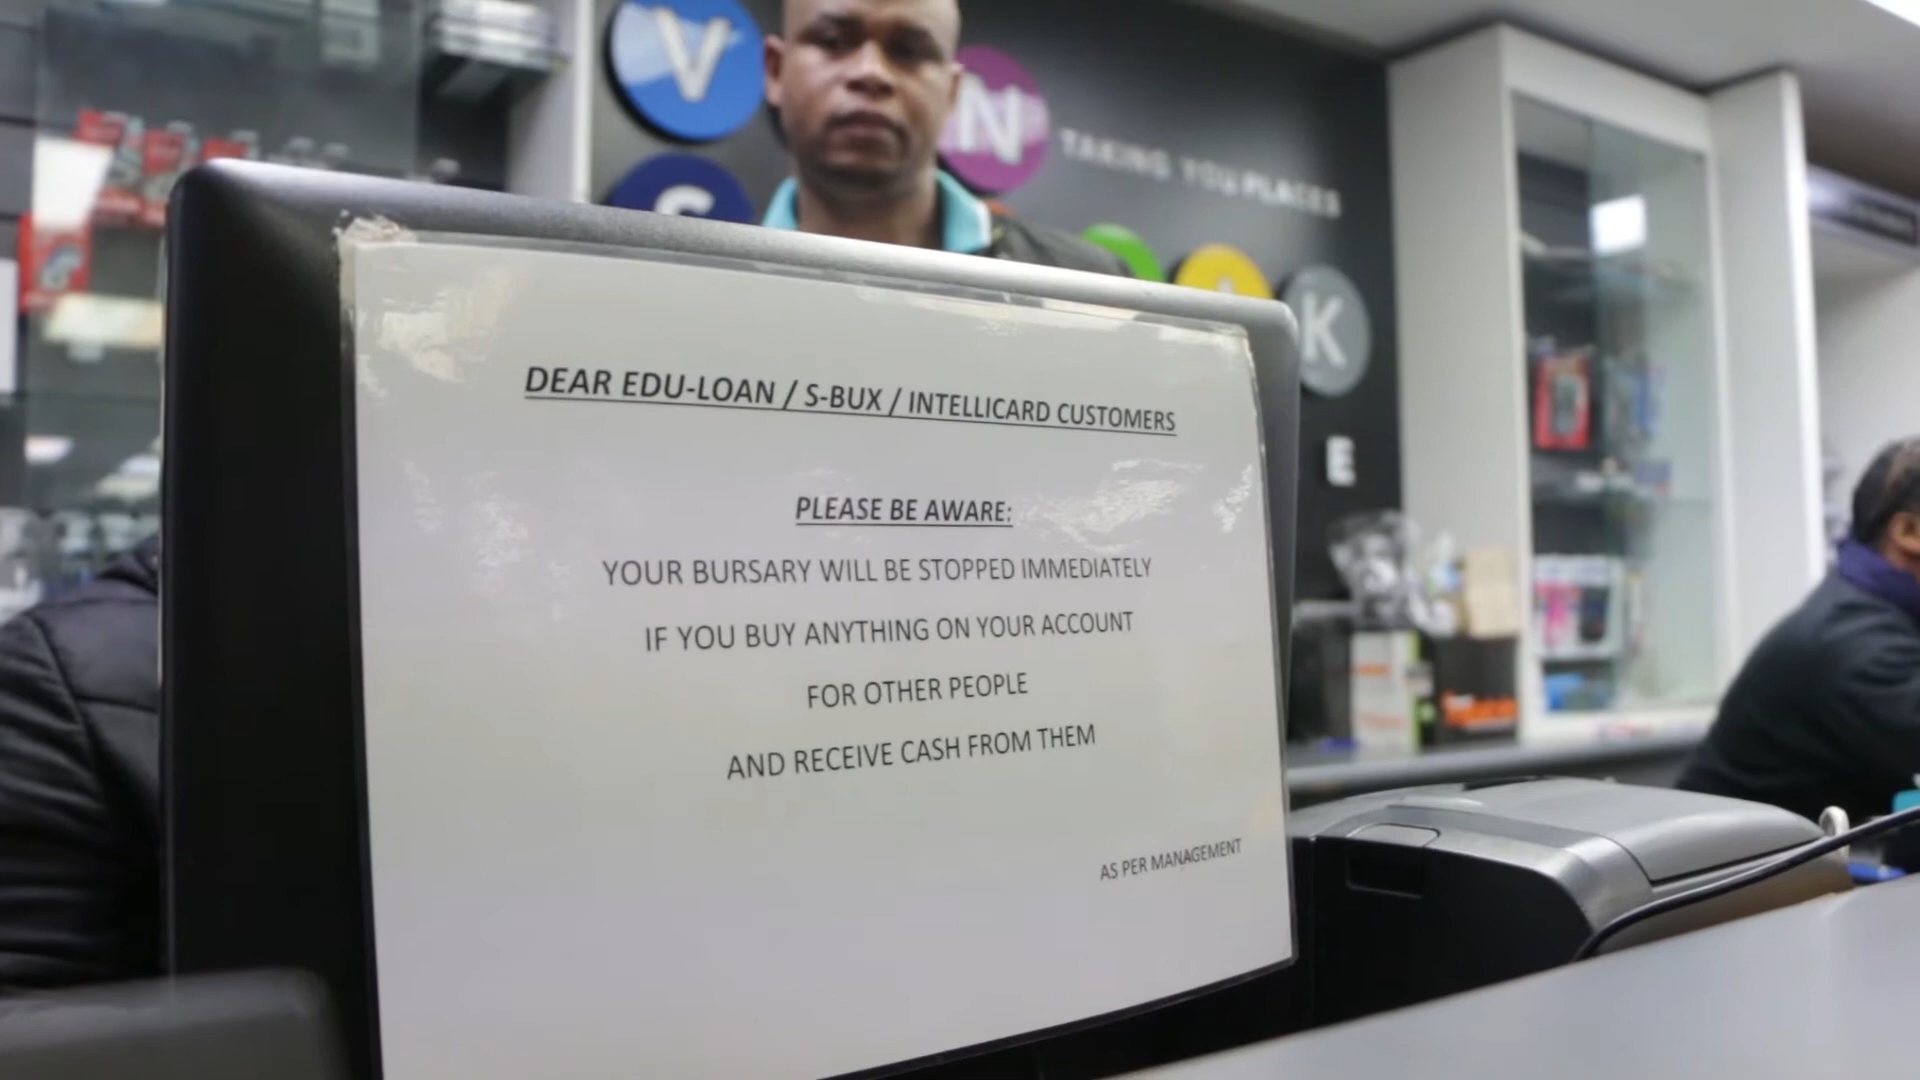 V
N
TAKING YOU PLACES
S
K
E
DEAR EDU-LOAN / S-BUX / INTELLICARD CUSTOMERS
PLEASE BE AWARE:
YOUR BURSARY WILL BE STOPPED IMMEDIATELY
IF YOU BUY ANYTHING ON YOUR ACCOUNT
FOR OTHER PEOPLE
AND RECEIVE CASH FROM THEM
AS PER MANAGEMENT